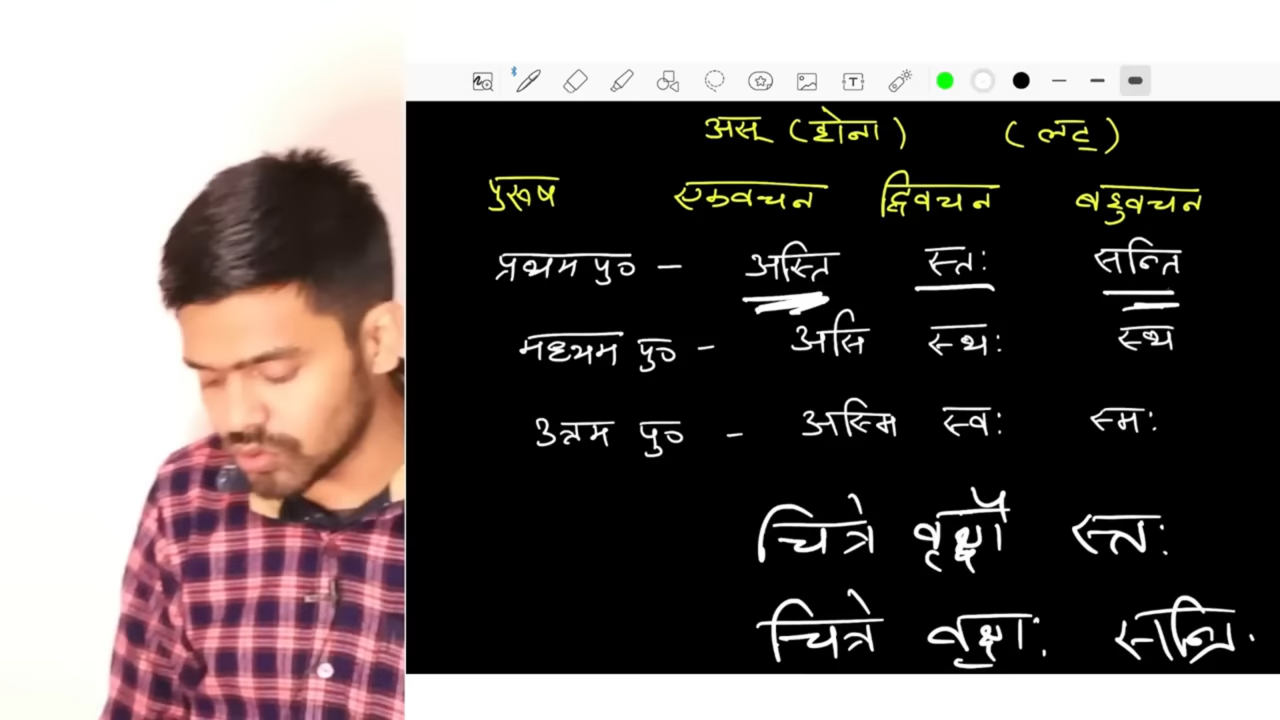 अस् (होना) (लट्)
पुरुष एकवचन द्विवचन बहुवचन
प्रथम पु० - अस्ति स्तः सन्ति
मध्यम पु० - असि स्थः स्थ
उत्तम पु० - अस्मि स्वः स्मः
चित्रे वृक्षौ स्तः
चित्रे वृक्षाः सन्ति.